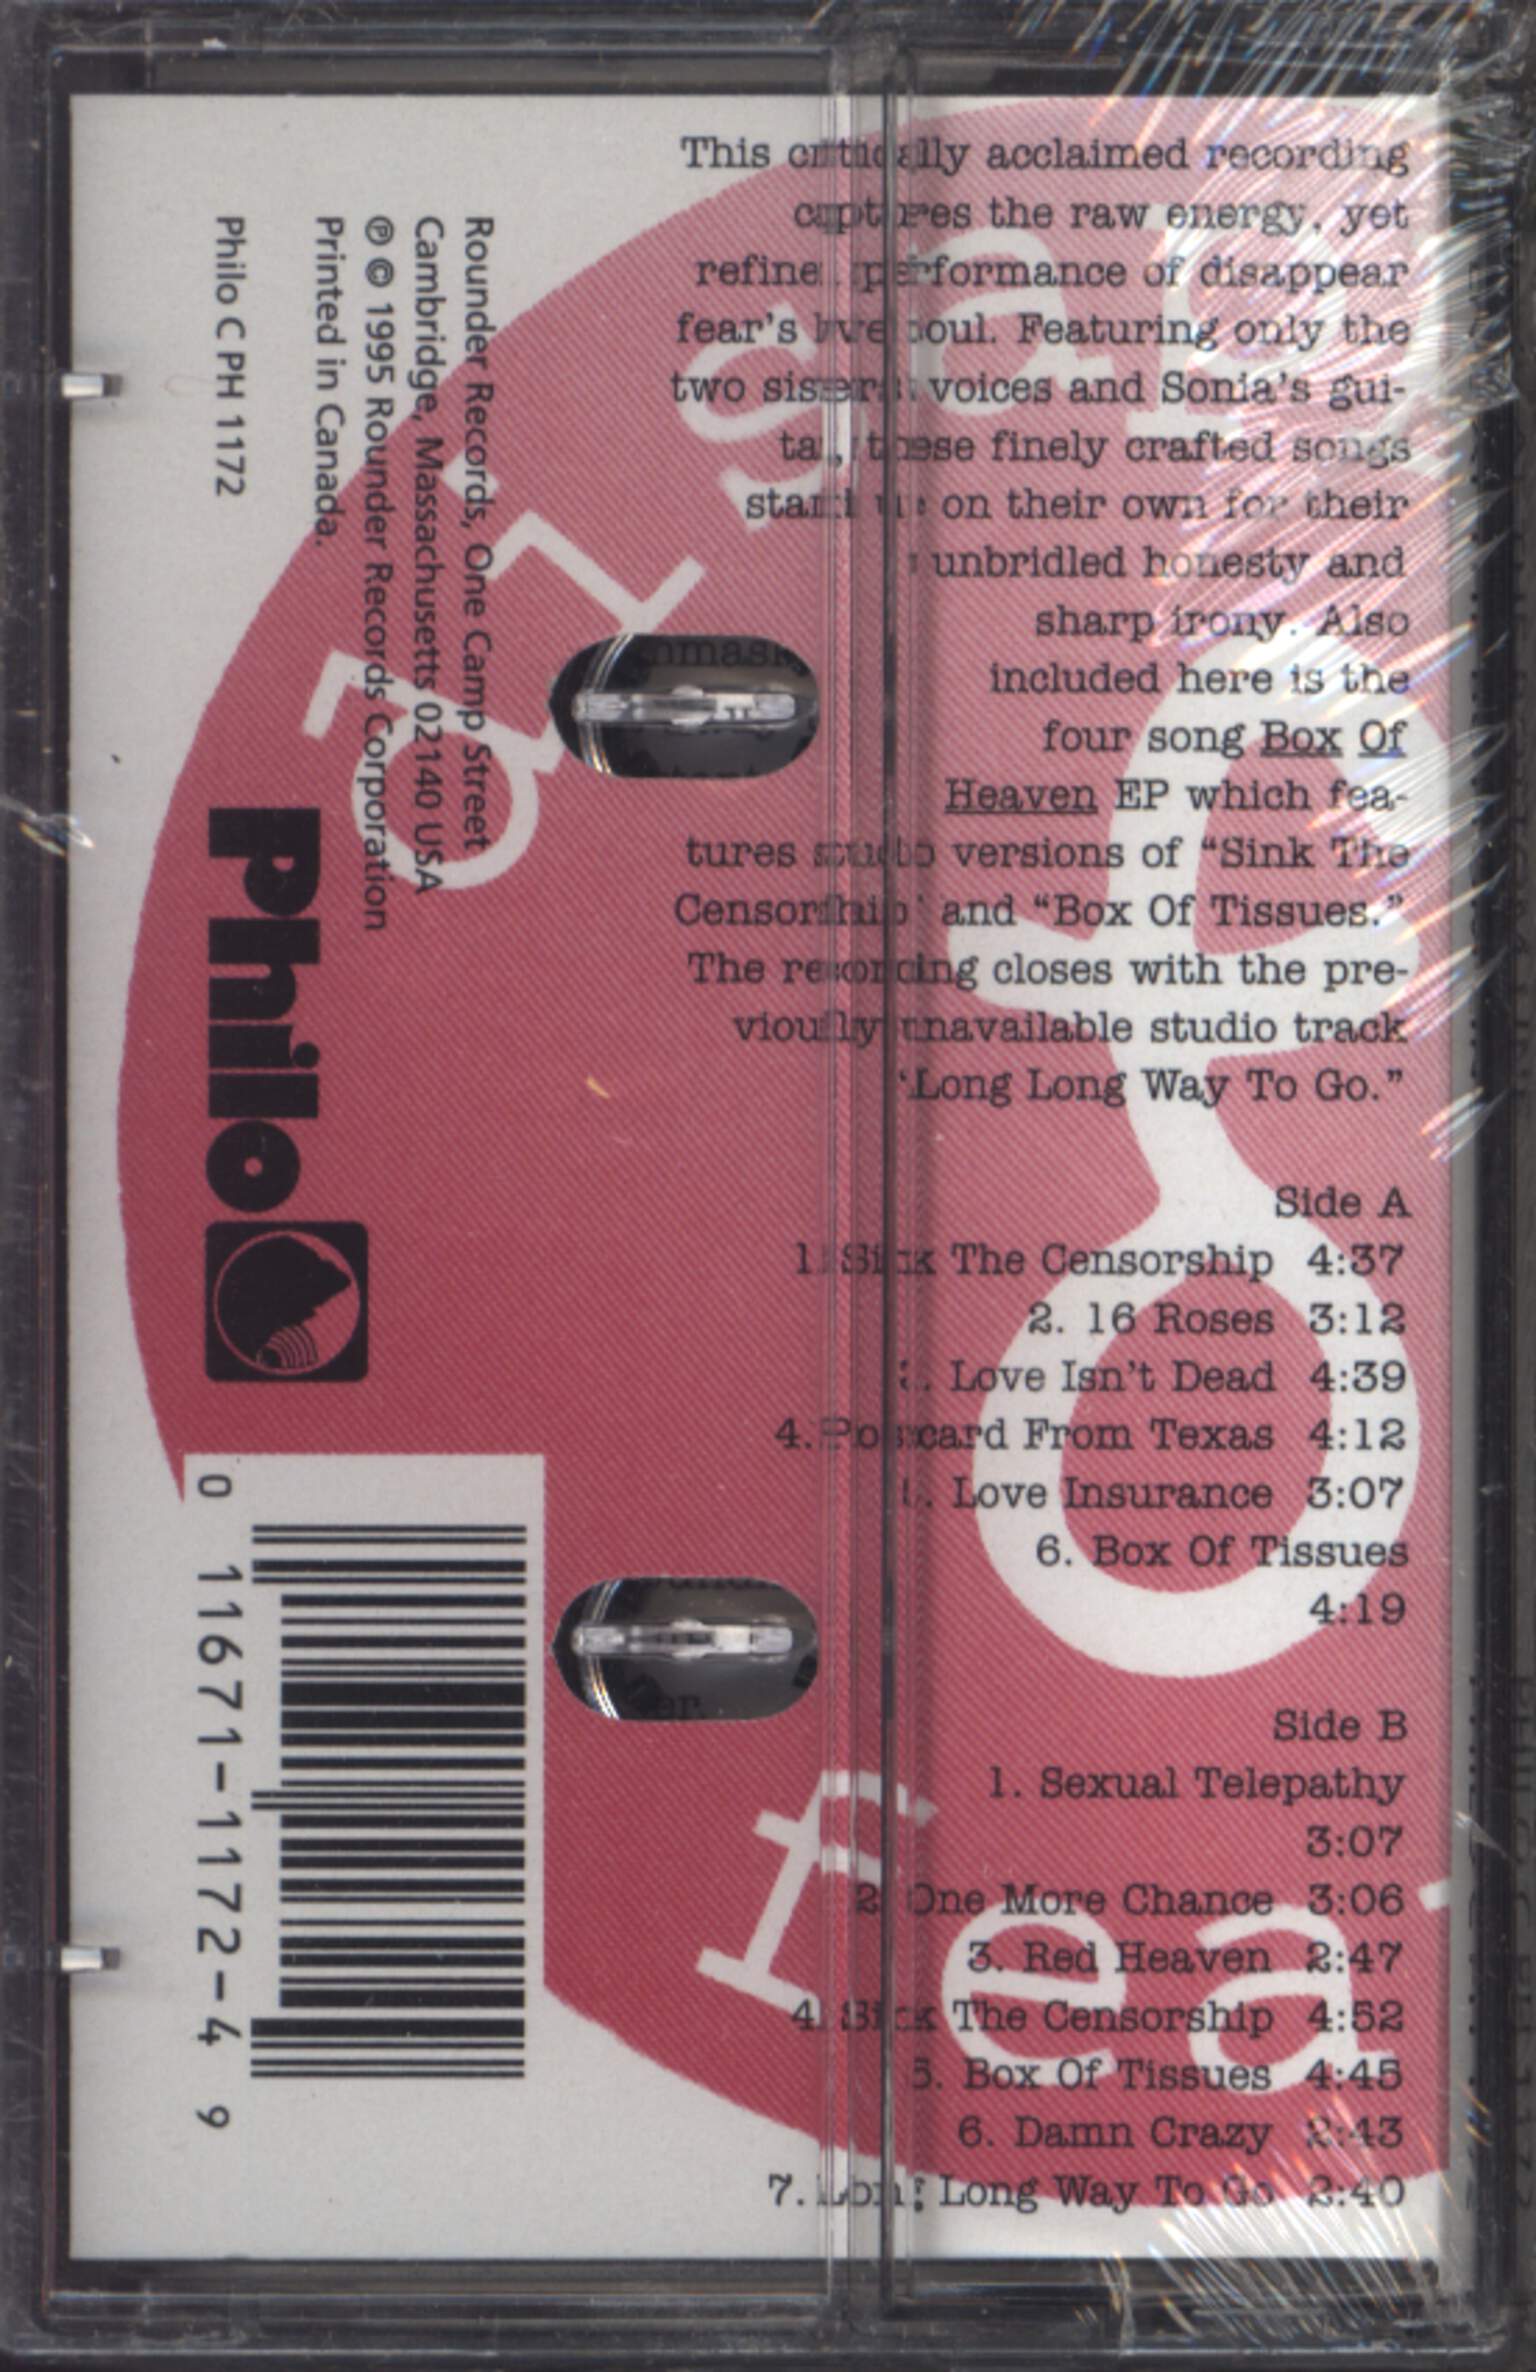 This critically acclaimed recording
captures the raw energy, yet
refined performance of disappear
fear's live soul. Featuring only the
two sisters' voices and Sonia's gui-
tar, these finely crafted songs
stand up on their own for their
unbridled honesty and
sharp irony. Also
included here is the
four song Box Of
Heaven EP which fea-
tures studio versions of “Sink The
Censorship” and “Box Of Tissues.”
The recording closes with the pre-
viously unavailable studio track
“Long Long Way To Go.”
Side A
1. Sink The Censorship 4:37
2. 16 Roses 3:12
3. Love Isn't Dead 4:39
4. Postcard From Texas 4:12
5. Love Insurance 3:07
6. Box Of Tissues
4:19
Side B
1. Sexual Telepathy
3:07
2. One More Chance 3:06
3. Red Heaven 2:47
4. Sink The Censorship 4:52
5. Box Of Tissues 4:45
6. Damn Crazy 2:43
7. Long Long Way To Go 2:40
Rounder Records, One Camp Street
Cambridge, Massachusetts 02140 USA
℗ © 1995 Rounder Records Corporation
Printed in Canada.
Philo C PH 1172
Philo
0 11671-1172-4 9
disap
fea